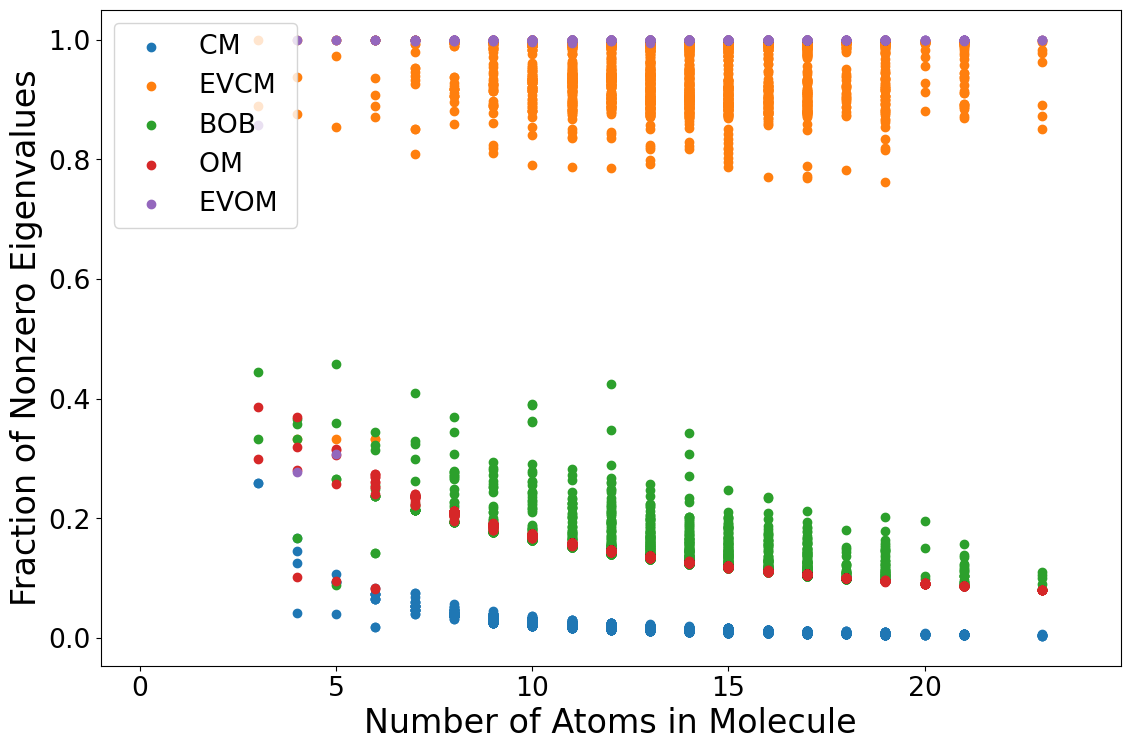 Fraction of Nonzero Eigenvalues
1.0
0.8
0.6
0.4
0.2
0.0
CM
EVCM
BOB
OM
EVOM
0 5 10 15 20
Number of Atoms in Molecule